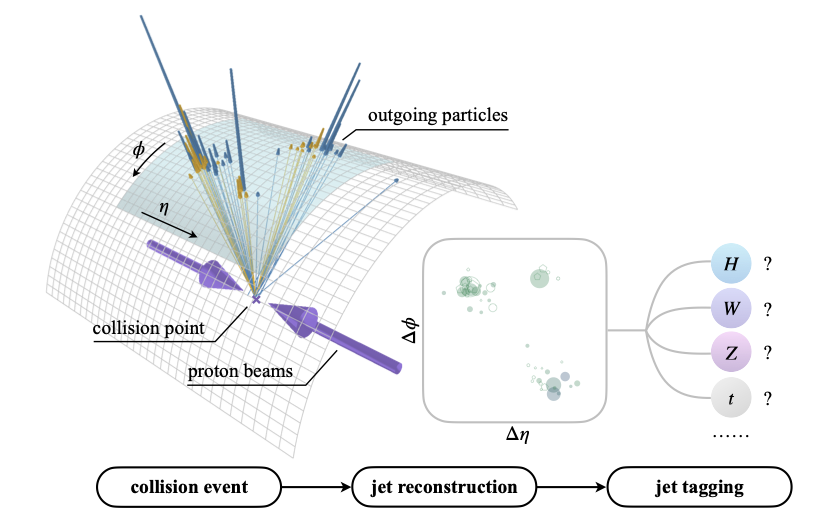 outgoing particles
ϕ
η
collision point
proton beams
Δϕ
Δη
H ?
W ?
Z ?
t ?
......
collision event
jet reconstruction
jet tagging